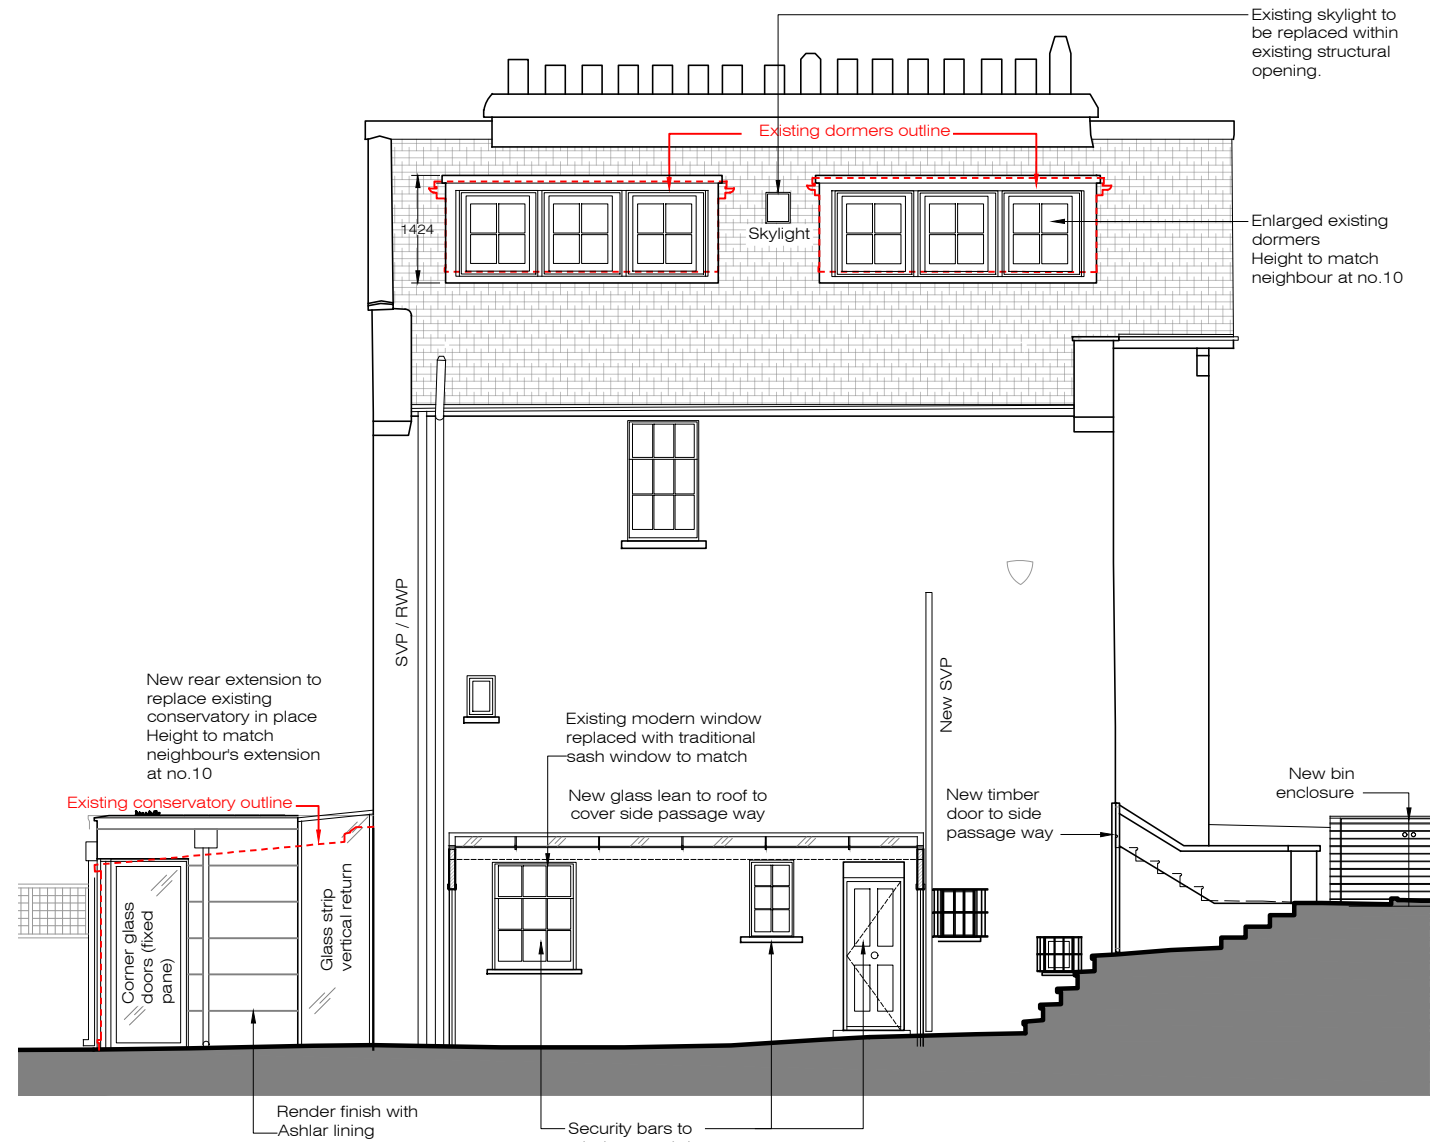 Existing skylight to
be replaced within
existing structural
opening.
Existing dormers outline
1424
Skylight
Enlarged existing
dormers
Height to match
neighbour at no.10
SVP / RWP
New SVP
New rear extension to
replace existing
conservatory in place
Height to match
neighbour's extension
at no.10
Existing conservatory outline
Existing modern window
replaced with traditional
sash window to match
New glass lean to roof to
cover side passage way
New timber
door to side
passage way
New bin
enclosure
Corner glass
doors (fixed
pane)
Glass strip
vertical return
Render finish with
Ashlar lining
Security bars to